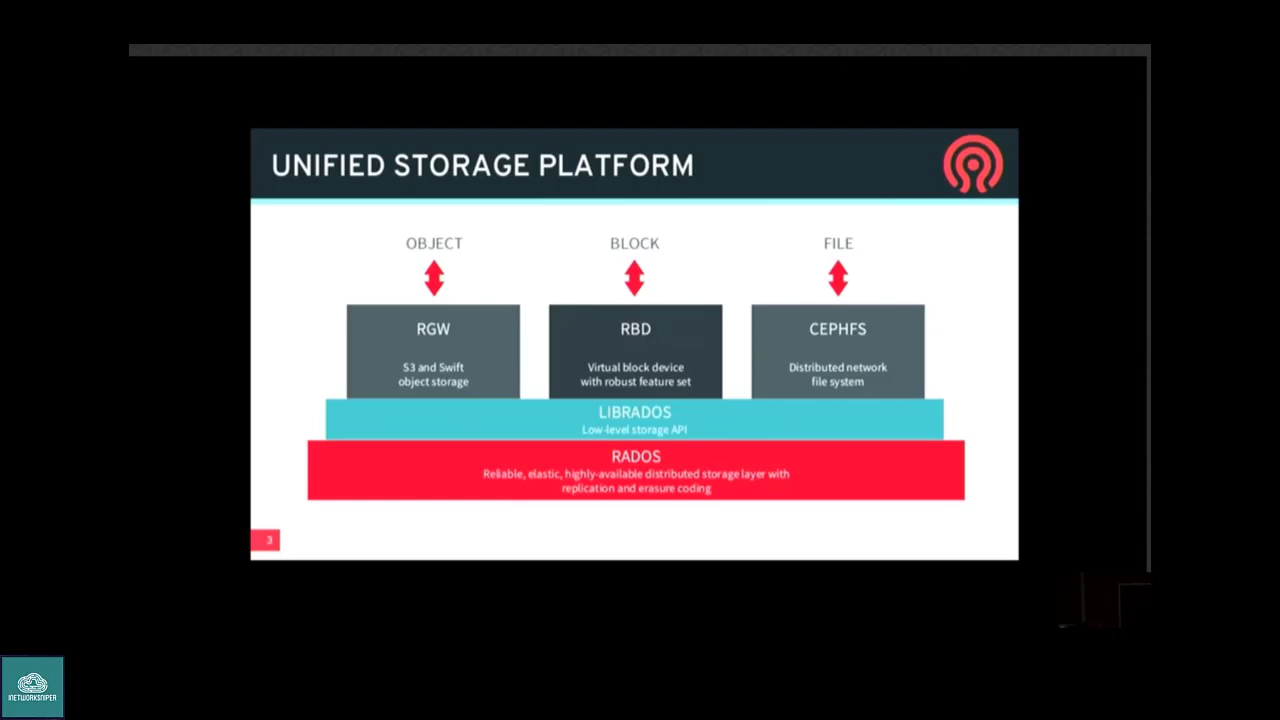 UNIFIED STORAGE PLATFORM
OBJECT
BLOCK
FILE
RGW
S3 and Swift
object storage
RBD
Virtual block device
with robust feature set
CEPHFS
Distributed network
file system
LIBRADOS
Low-level storage API
RADOS
Reliable, elastic, highly-available distributed storage layer with
replication and erasure coding
3
INETWORKSNIPER